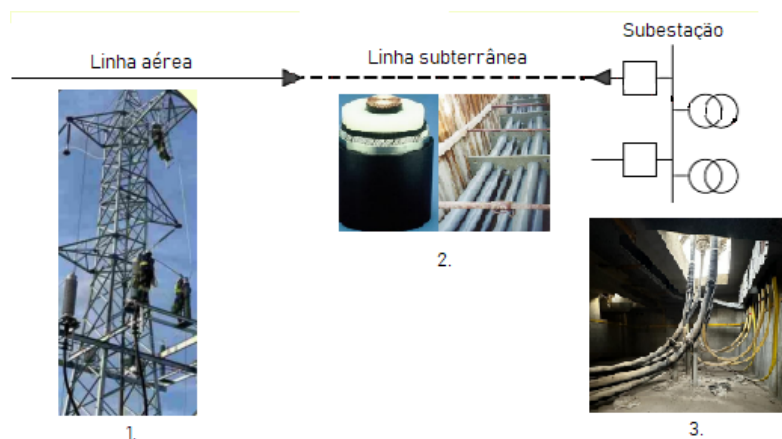 Linha aérea
Linha subterrânea
Subestação
1.
2.
3.